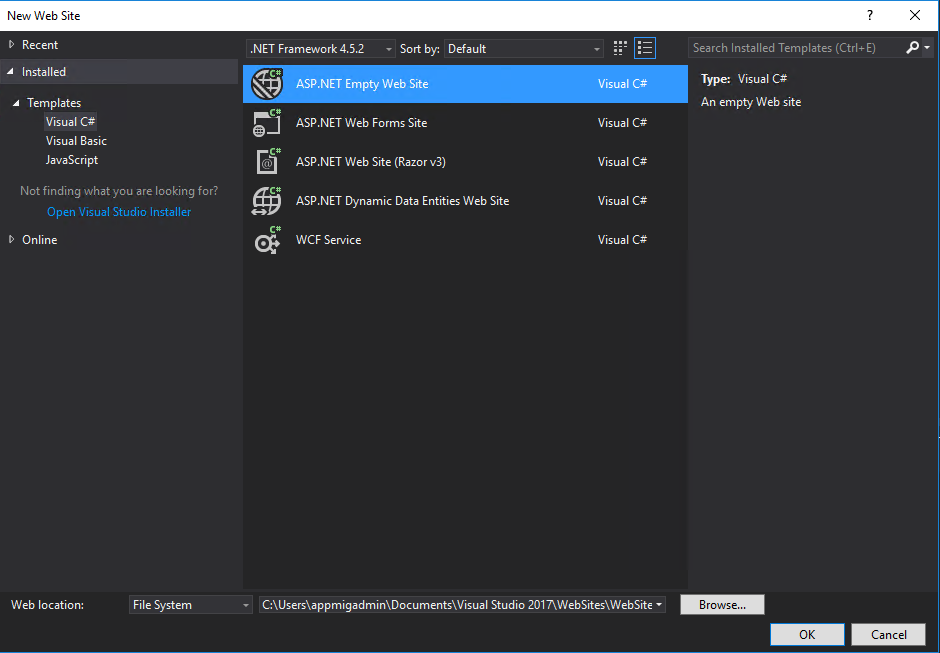 New Web Site
?
Recent
.NET Framework 4.5.2
Sort by:
Default
Search Installed Templates (Ctrl+E)
Installed
Templates
Visual C#
Visual Basic
JavaScript
Not finding what you are looking for?
Open Visual Studio Installer
Online
C#
ASP.NET Empty Web Site
Visual C#
C#
ASP.NET Web Forms Site
Visual C#
C#
ASP.NET Web Site (Razor v3)
Visual C#
C#
ASP.NET Dynamic Data Entities Web Site
Visual C#
C#
WCF Service
Visual C#
Type: Visual C#
An empty Web site
Web location:
File System
C:\Users\appmigadmin\Documents\Visual Studio 2017\WebSites\WebSite
Browse...
OK
Cancel